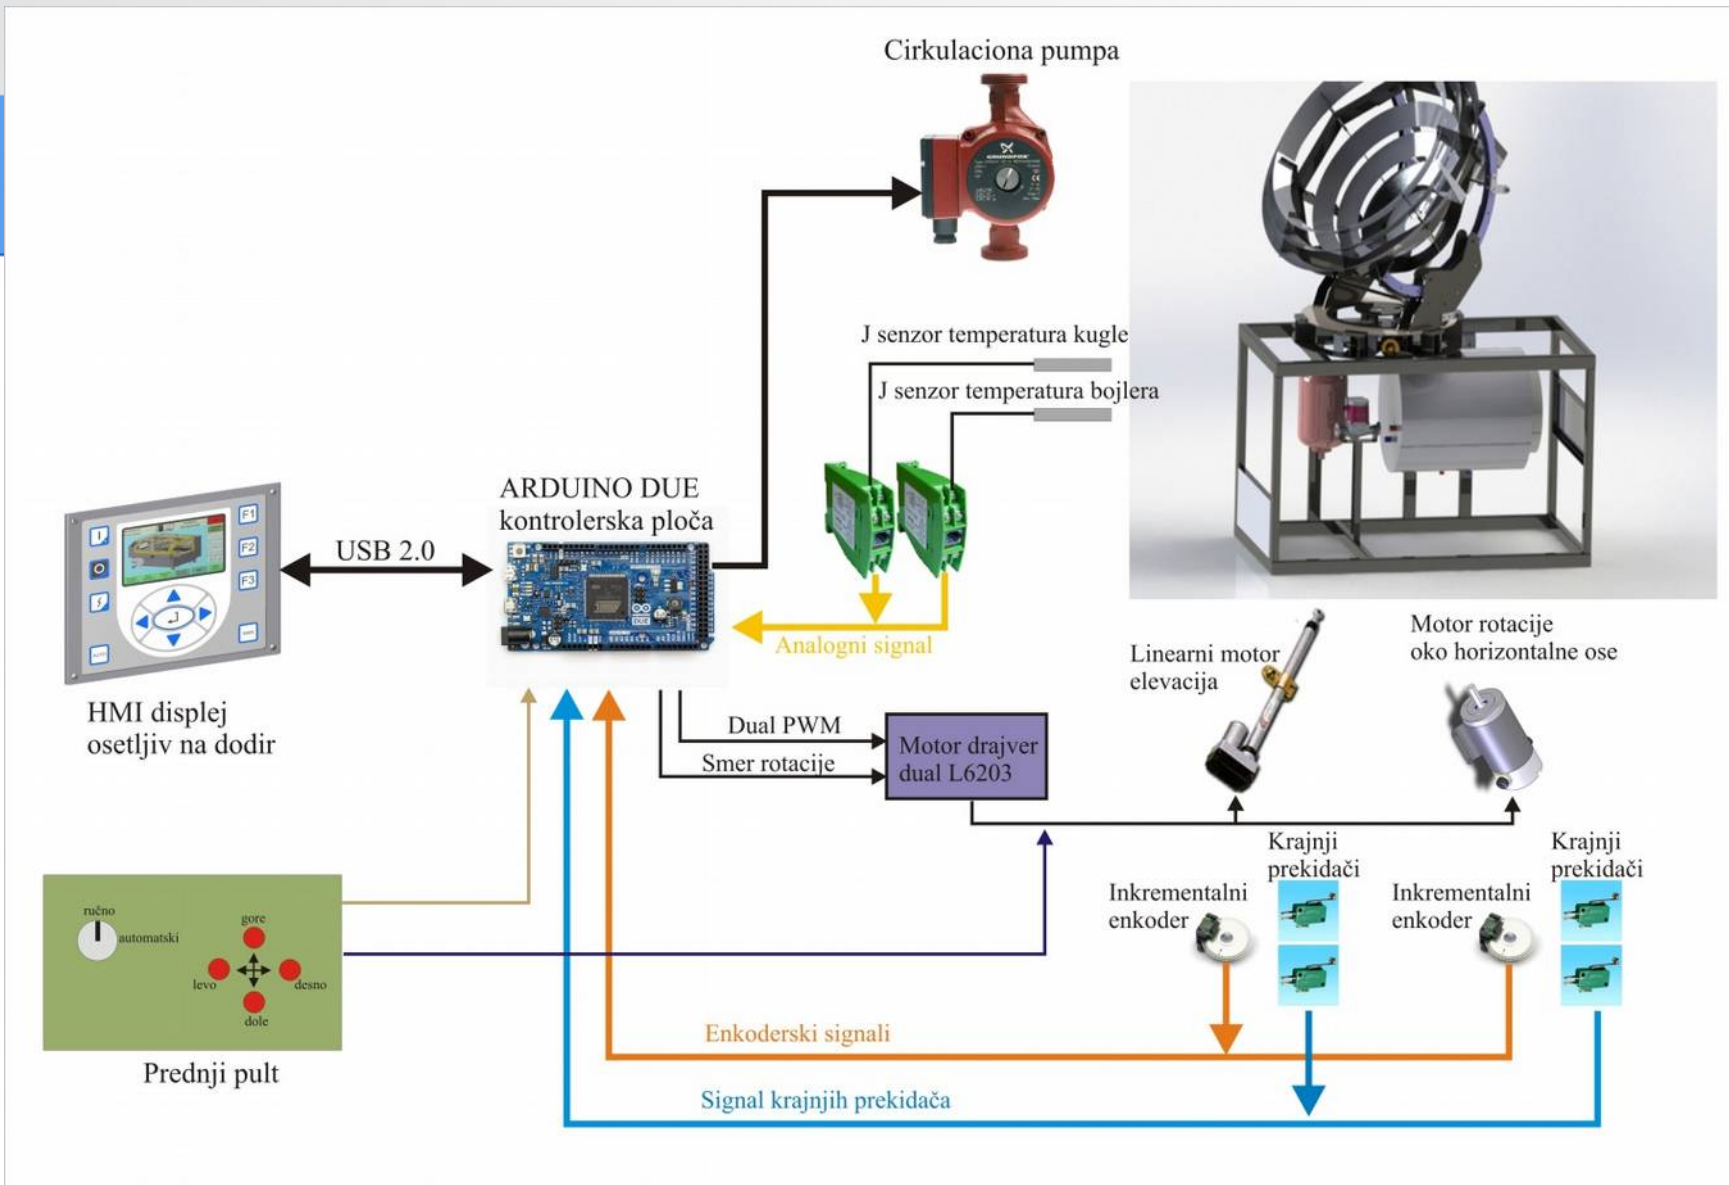 Cirkulaciona pumpa
GRUNDFOS
J senzor temperatura kugle
J senzor temperatura bojlera
ARDUINO DUE
kontrolerska ploča
USB 2.0
F1
F2
F3
HMI displej
osetljiv na dodir
DUE
Analogni signal
Linearni motor
elevacija
Motor rotacije
oko horizontalne ose
Dual PWM
Smer rotacije
Motor drajver
dual L6203
Krajnji
prekidači
Krajnji
prekidači
Inkrementalni
enkoder
Inkrementalni
enkoder
ručno
automatski
gore
levo
desno
dole
Prednji pult
Enkoderski signali
Signal krajnjih prekidača